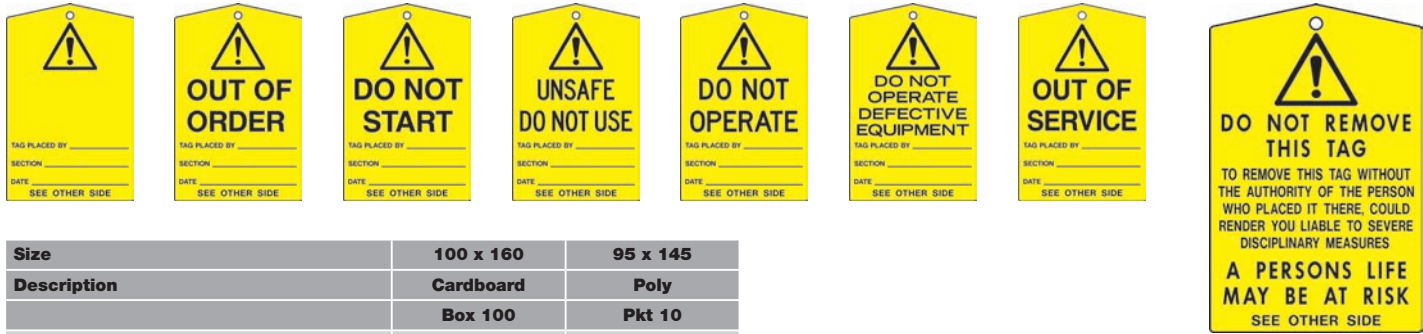 TAG PLACED BY
SECTION
DATE
SEE OTHER SIDE
OUT OF
ORDER
TAG PLACED BY
SECTION
DATE
SEE OTHER SIDE
DO NOT
START
TAG PLACED BY
SECTION
DATE
SEE OTHER SIDE
UNSAFE
DO NOT USE
TAG PLACED BY
SECTION
DATE
SEE OTHER SIDE
DO NOT
OPERATE
TAG PLACED BY
SECTION
DATE
SEE OTHER SIDE
DO NOT
OPERATE
DEFECTIVE
EQUIPMENT
TAG PLACED BY
SECTION
DATE
SEE OTHER SIDE
OUT OF
SERVICE
TAG PLACED BY
SECTION
DATE
SEE OTHER SIDE
DO NOT REMOVE
THIS TAG
TO REMOVE THIS TAG WITHOUT
THE AUTHORITY OF THE PERSON
WHO PLACED IT THERE, COULD
RENDER YOU LIABLE TO SEVERE
DISCIPLINARY MEASURES
A PERSONS LIFE
MAY BE AT RISK
SEE OTHER SIDE
Size 100 x 160 95 x 145
Description Cardboard Poly
Box 100 Pkt 10